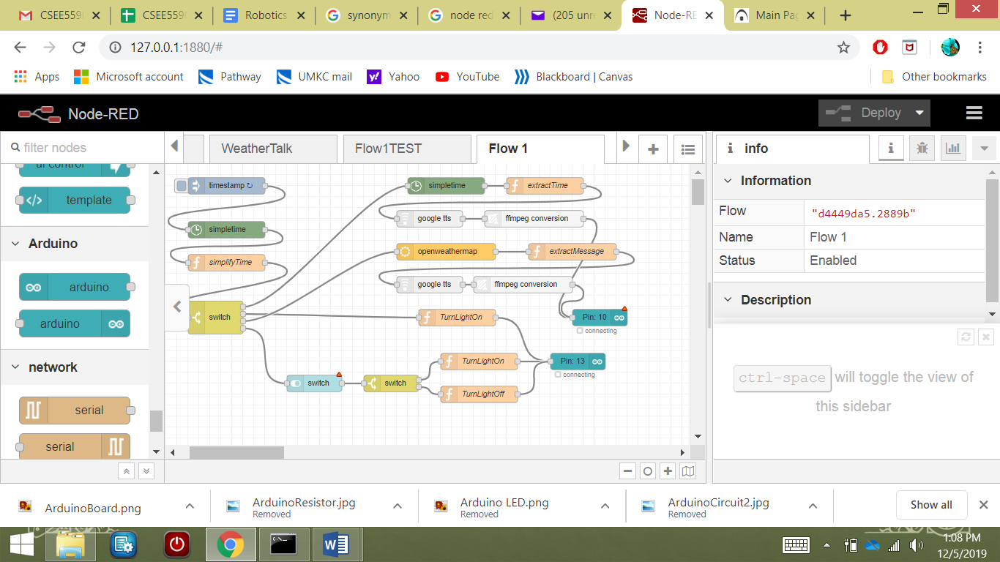 CSEE559
CSEE559
Robotics
synonym
node red
(205 unre
Node-RE
Main Pag
127.0.0.1:1880/#
Apps
Microsoft account
Pathway
UMKC mail
Yahoo
YouTube
Blackboard | Canvas
Other bookmarks
Node-RED
Deploy
filter nodes
WeatherTalk
Flow1TEST
Flow 1
info
ui control
template
Arduino
arduino
arduino
network
serial
serial
timestamp ↻
simpletime
extractTime
google tts
ffmpeg conversion
simpletime
openweathermap
extractMessage
simplifyTime
google tts
ffmpeg conversion
switch
TurnLightOn
Pin: 10
connecting
TurnLightOn
Pin: 13
connecting
switch
switch
TurnLightOff
Information
Flow
"d4449da5.2889b"
Name
Flow 1
Status
Enabled
Description
ctrl-space will toggle the view of
this sidebar
ArduinoBoard.png
ArduinoResistor.jpg
Removed
Arduino LED.png
Removed
ArduinoCircuit2.jpg
Removed
Show all
1:08 PM
12/5/2019